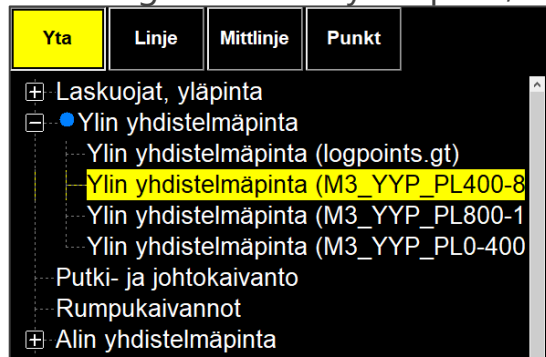 Yta Linje Mittlinje Punkt
Laskuojat, yläpinta
Ylin yhdistelmäpinta
Ylin yhdistelmäpinta (logpoints.gt)
Ylin yhdistelmäpinta (M3_YYP_PL400-8
Ylin yhdistelmäpinta (M3_YYP_PL800-1
Ylin yhdistelmäpinta (M3_YYP_PL0-400
Putki- ja johtokaivanto
Rumpukaivannot
Alin yhdistelmäpinta